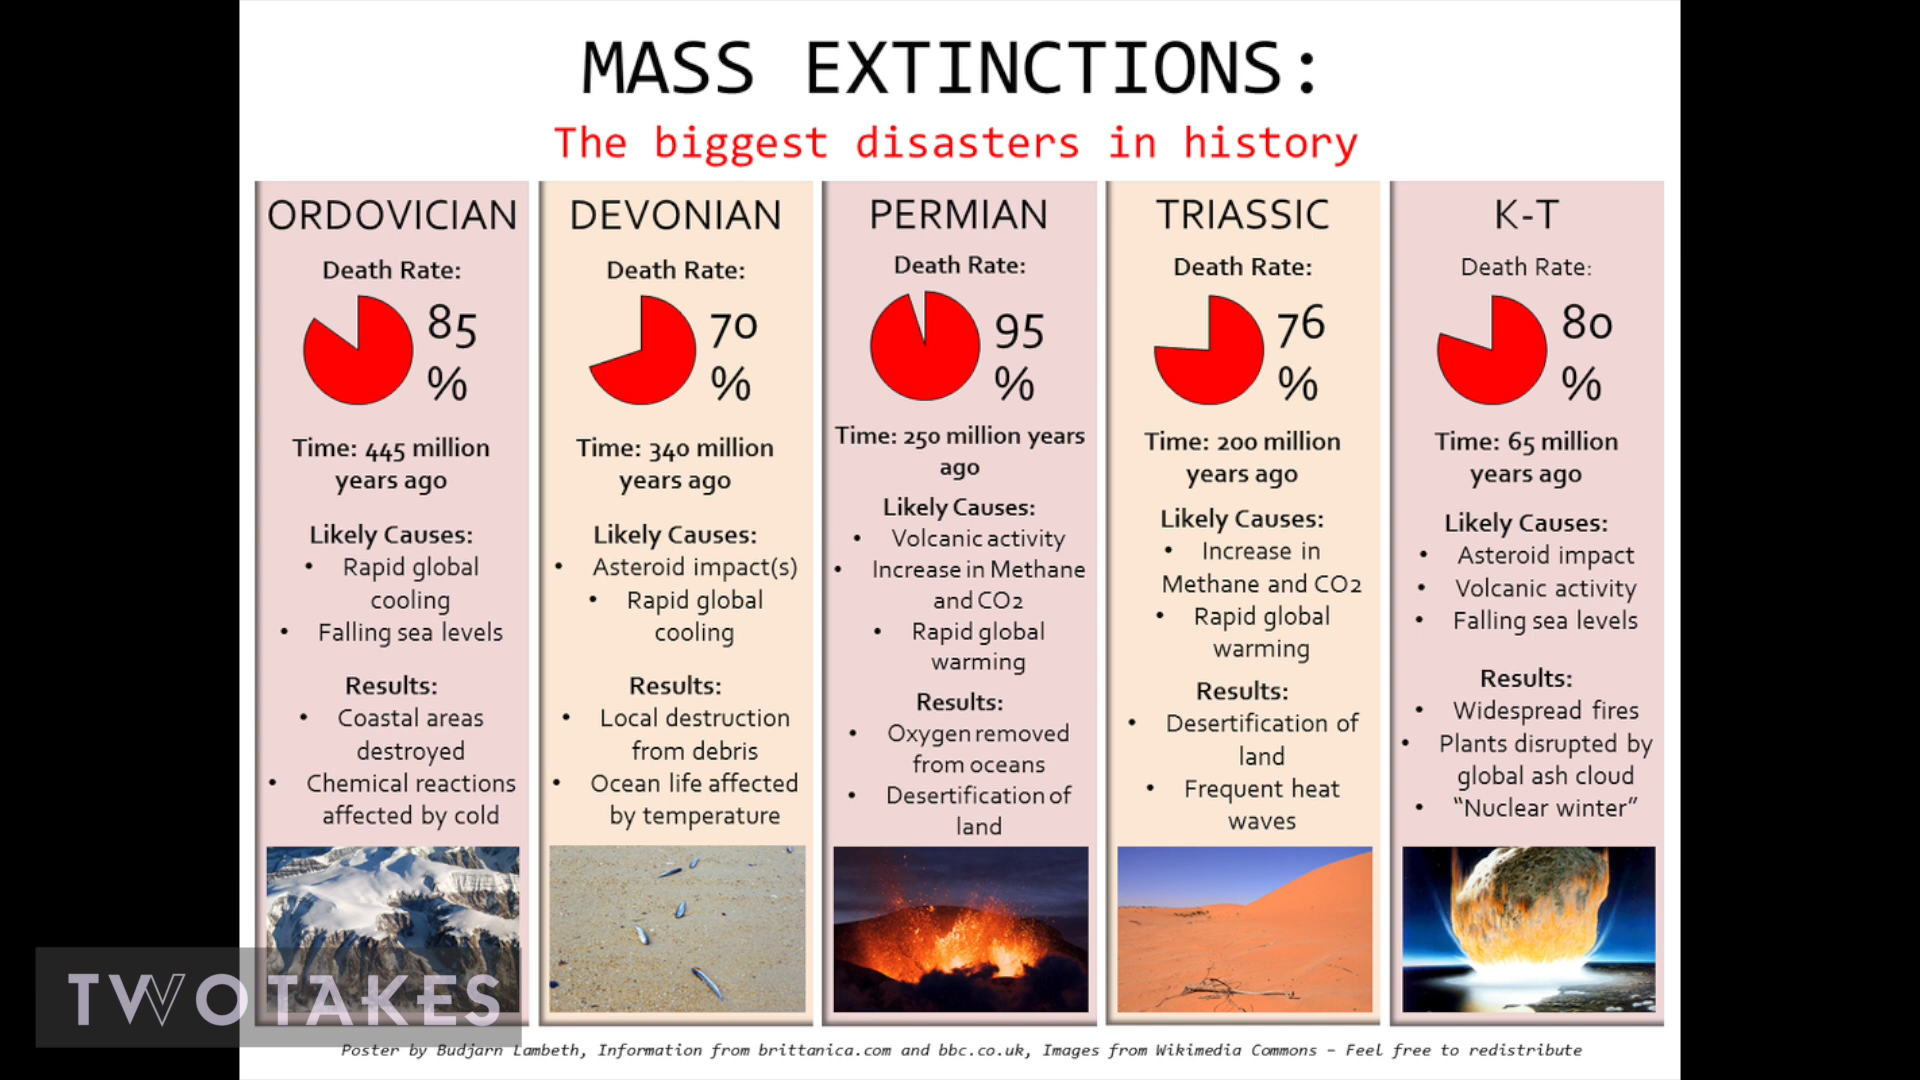 MASS EXTINCTIONS:
The biggest disasters in history
ORDOVICIAN
Death Rate:
85
%
Time: 445 million
years ago
Likely Causes:
• Rapid global
cooling
• Falling sea levels
Results:
• Coastal areas
destroyed
• Chemical reactions
affected by cold
DEVONIAN
Death Rate:
70
%
Time: 340 million
years ago
Likely Causes:
• Asteroid impact(s)
• Rapid global
cooling
Results:
• Local destruction
from debris
• Ocean life affected
by temperature
PERMIAN
Death Rate:
95
%
Time: 250 million years
ago
Likely Causes:
• Volcanic activity
• Increase in Methane
and CO2
• Rapid global
warming
Results:
• Oxygen removed
from oceans
• Desertification of
land
TRIASSIC
Death Rate:
76
%
Time: 200 million
years ago
Likely Causes:
• Increase in
Methane and CO2
• Rapid global
warming
Results:
• Desertification of
land
• Frequent heat
waves
K-T
Death Rate:
80
%
Time: 65 million
years ago
Likely Causes:
• Asteroid impact
• Volcanic activity
• Falling sea levels
Results:
• Widespread fires
• Plants disrupted by
global ash cloud
• “Nuclear winter”
TWOTAKES
Poster by Budjarn Lambeth, Information from brittanica.com and bbc.co.uk, Images from Wikimedia Commons – Feel free to redistribute